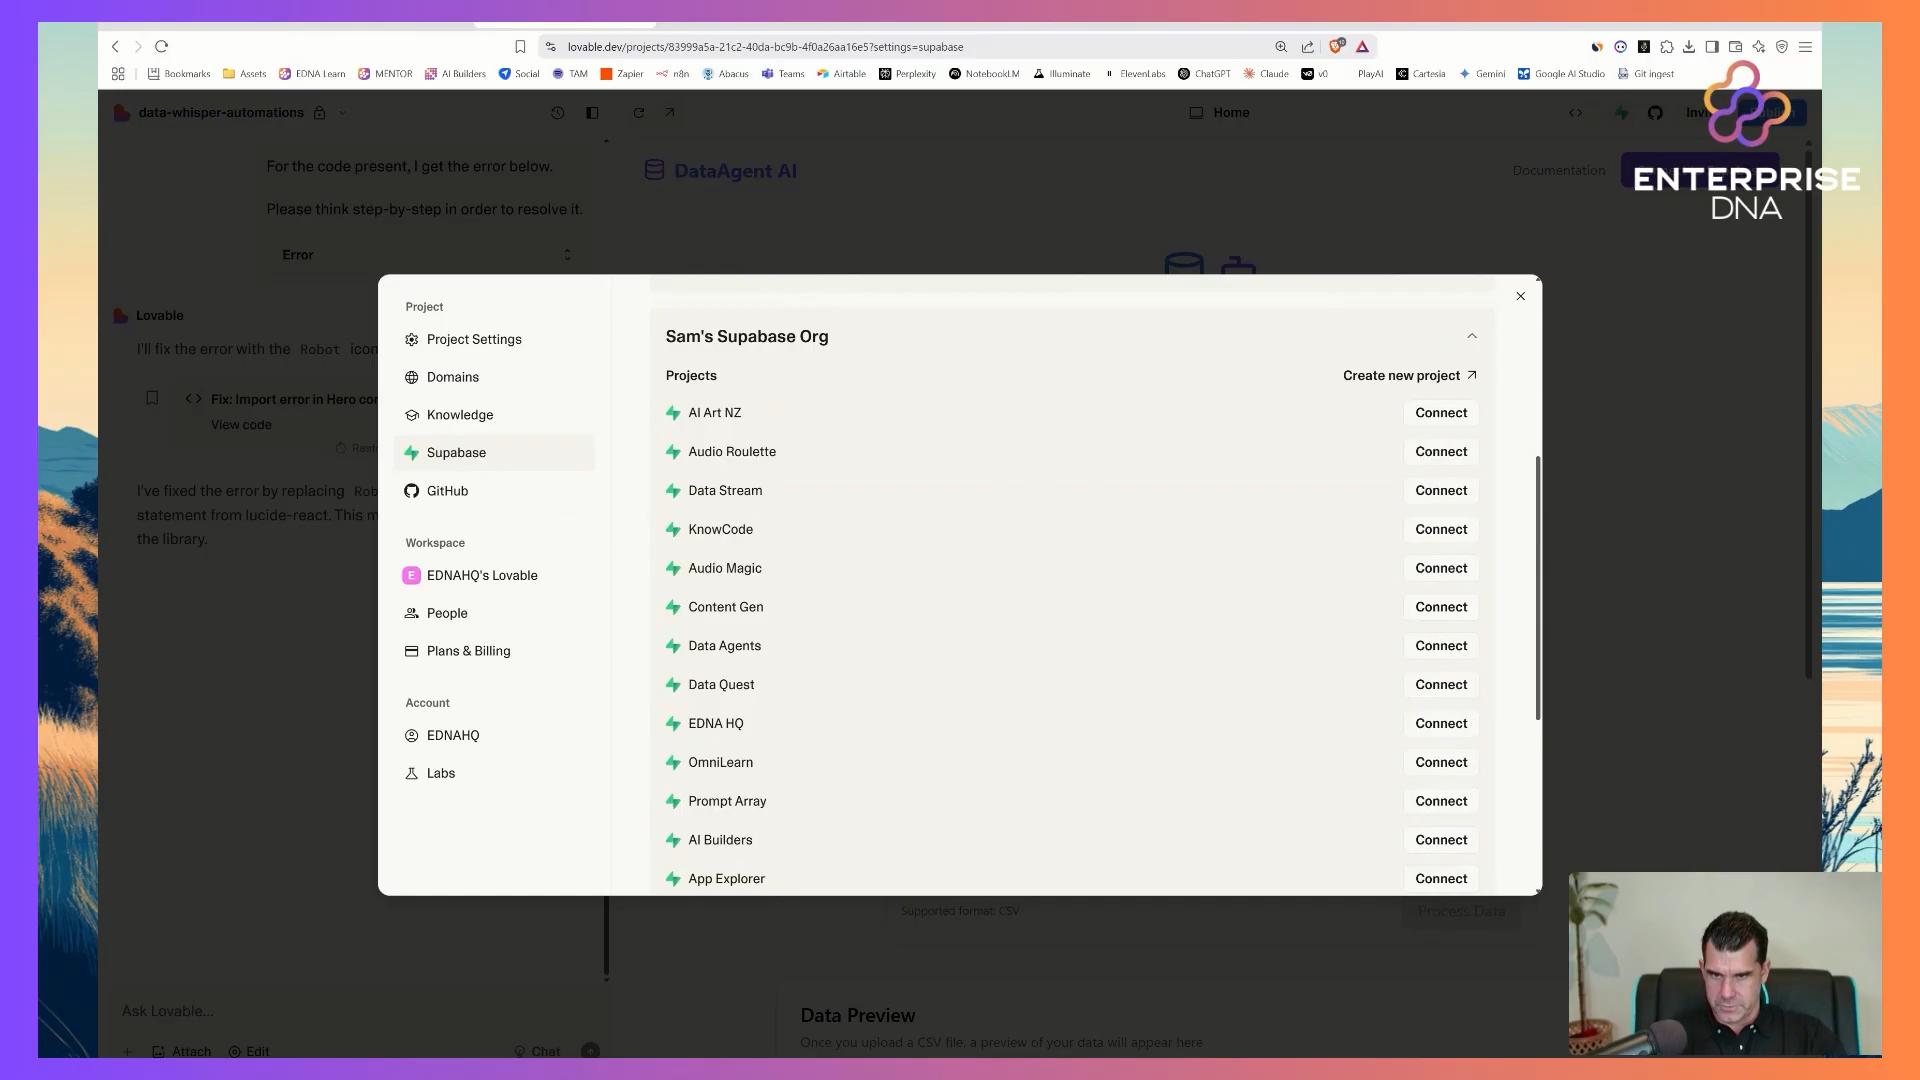 lovable.dev/projects/83999a5a-21c2-40da-bc9b-4f0a26aa16e5?settings=supabase
Bookmarks Assets EDNA Learn MENTOR AI Builders Social TAM Zapier n8n Abacus Teams Airtable Perplexity NotebookLM Illuminate ElevenLabs ChatGPT Claude v0 PlayAI Cartesia Gemini Google AI Studio Git ingest
data-whisper-automations
Home
ENTERPRISE
DNA
For the code present, I get the error below.
Please think step-by-step in order to resolve it.
Error
Lovable
I'll fix the error with the Robot icon
Fix: Import error in Hero con
View code
I've fixed the error by replacing Rob
statement from lucide-react. This m
the library.
Ask Lovable...
Attach Edit Chat
DataAgent AI
Documentation
Project
Project Settings
Domains
Knowledge
Supabase
GitHub
Workspace
E EDNAHQ's Lovable
People
Plans & Billing
Account
EDNAHQ
Labs
Sam's Supabase Org
Projects Create new project
AI Art NZ Connect
Audio Roulette Connect
Data Stream Connect
KnowCode Connect
Audio Magic Connect
Content Gen Connect
Data Agents Connect
Data Quest Connect
EDNA HQ Connect
OmniLearn Connect
Prompt Array Connect
AI Builders Connect
App Explorer Connect
Supported format: CSV
Process Data
Data Preview
Once you upload a CSV file, a preview of your data will appear here